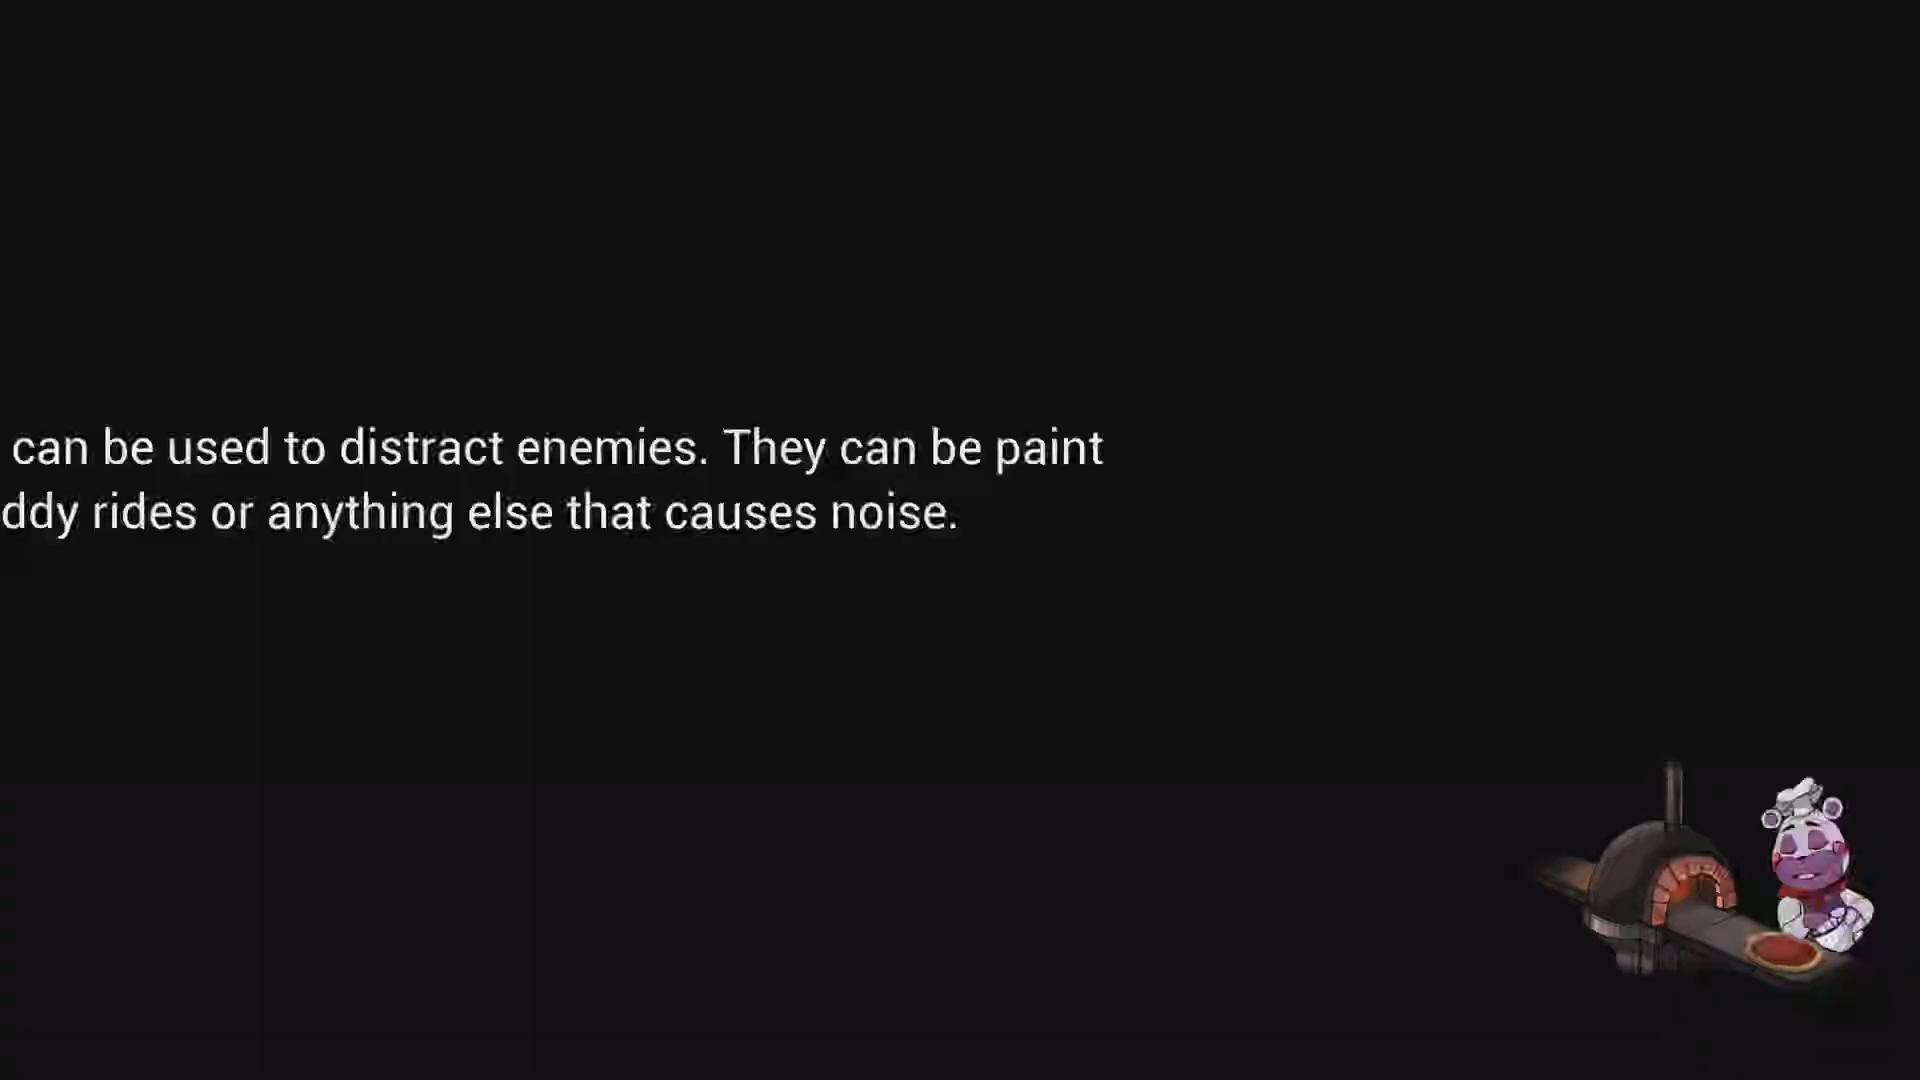 can be used to distract enemies. They can be paint
ddy rides or anything else that causes noise.